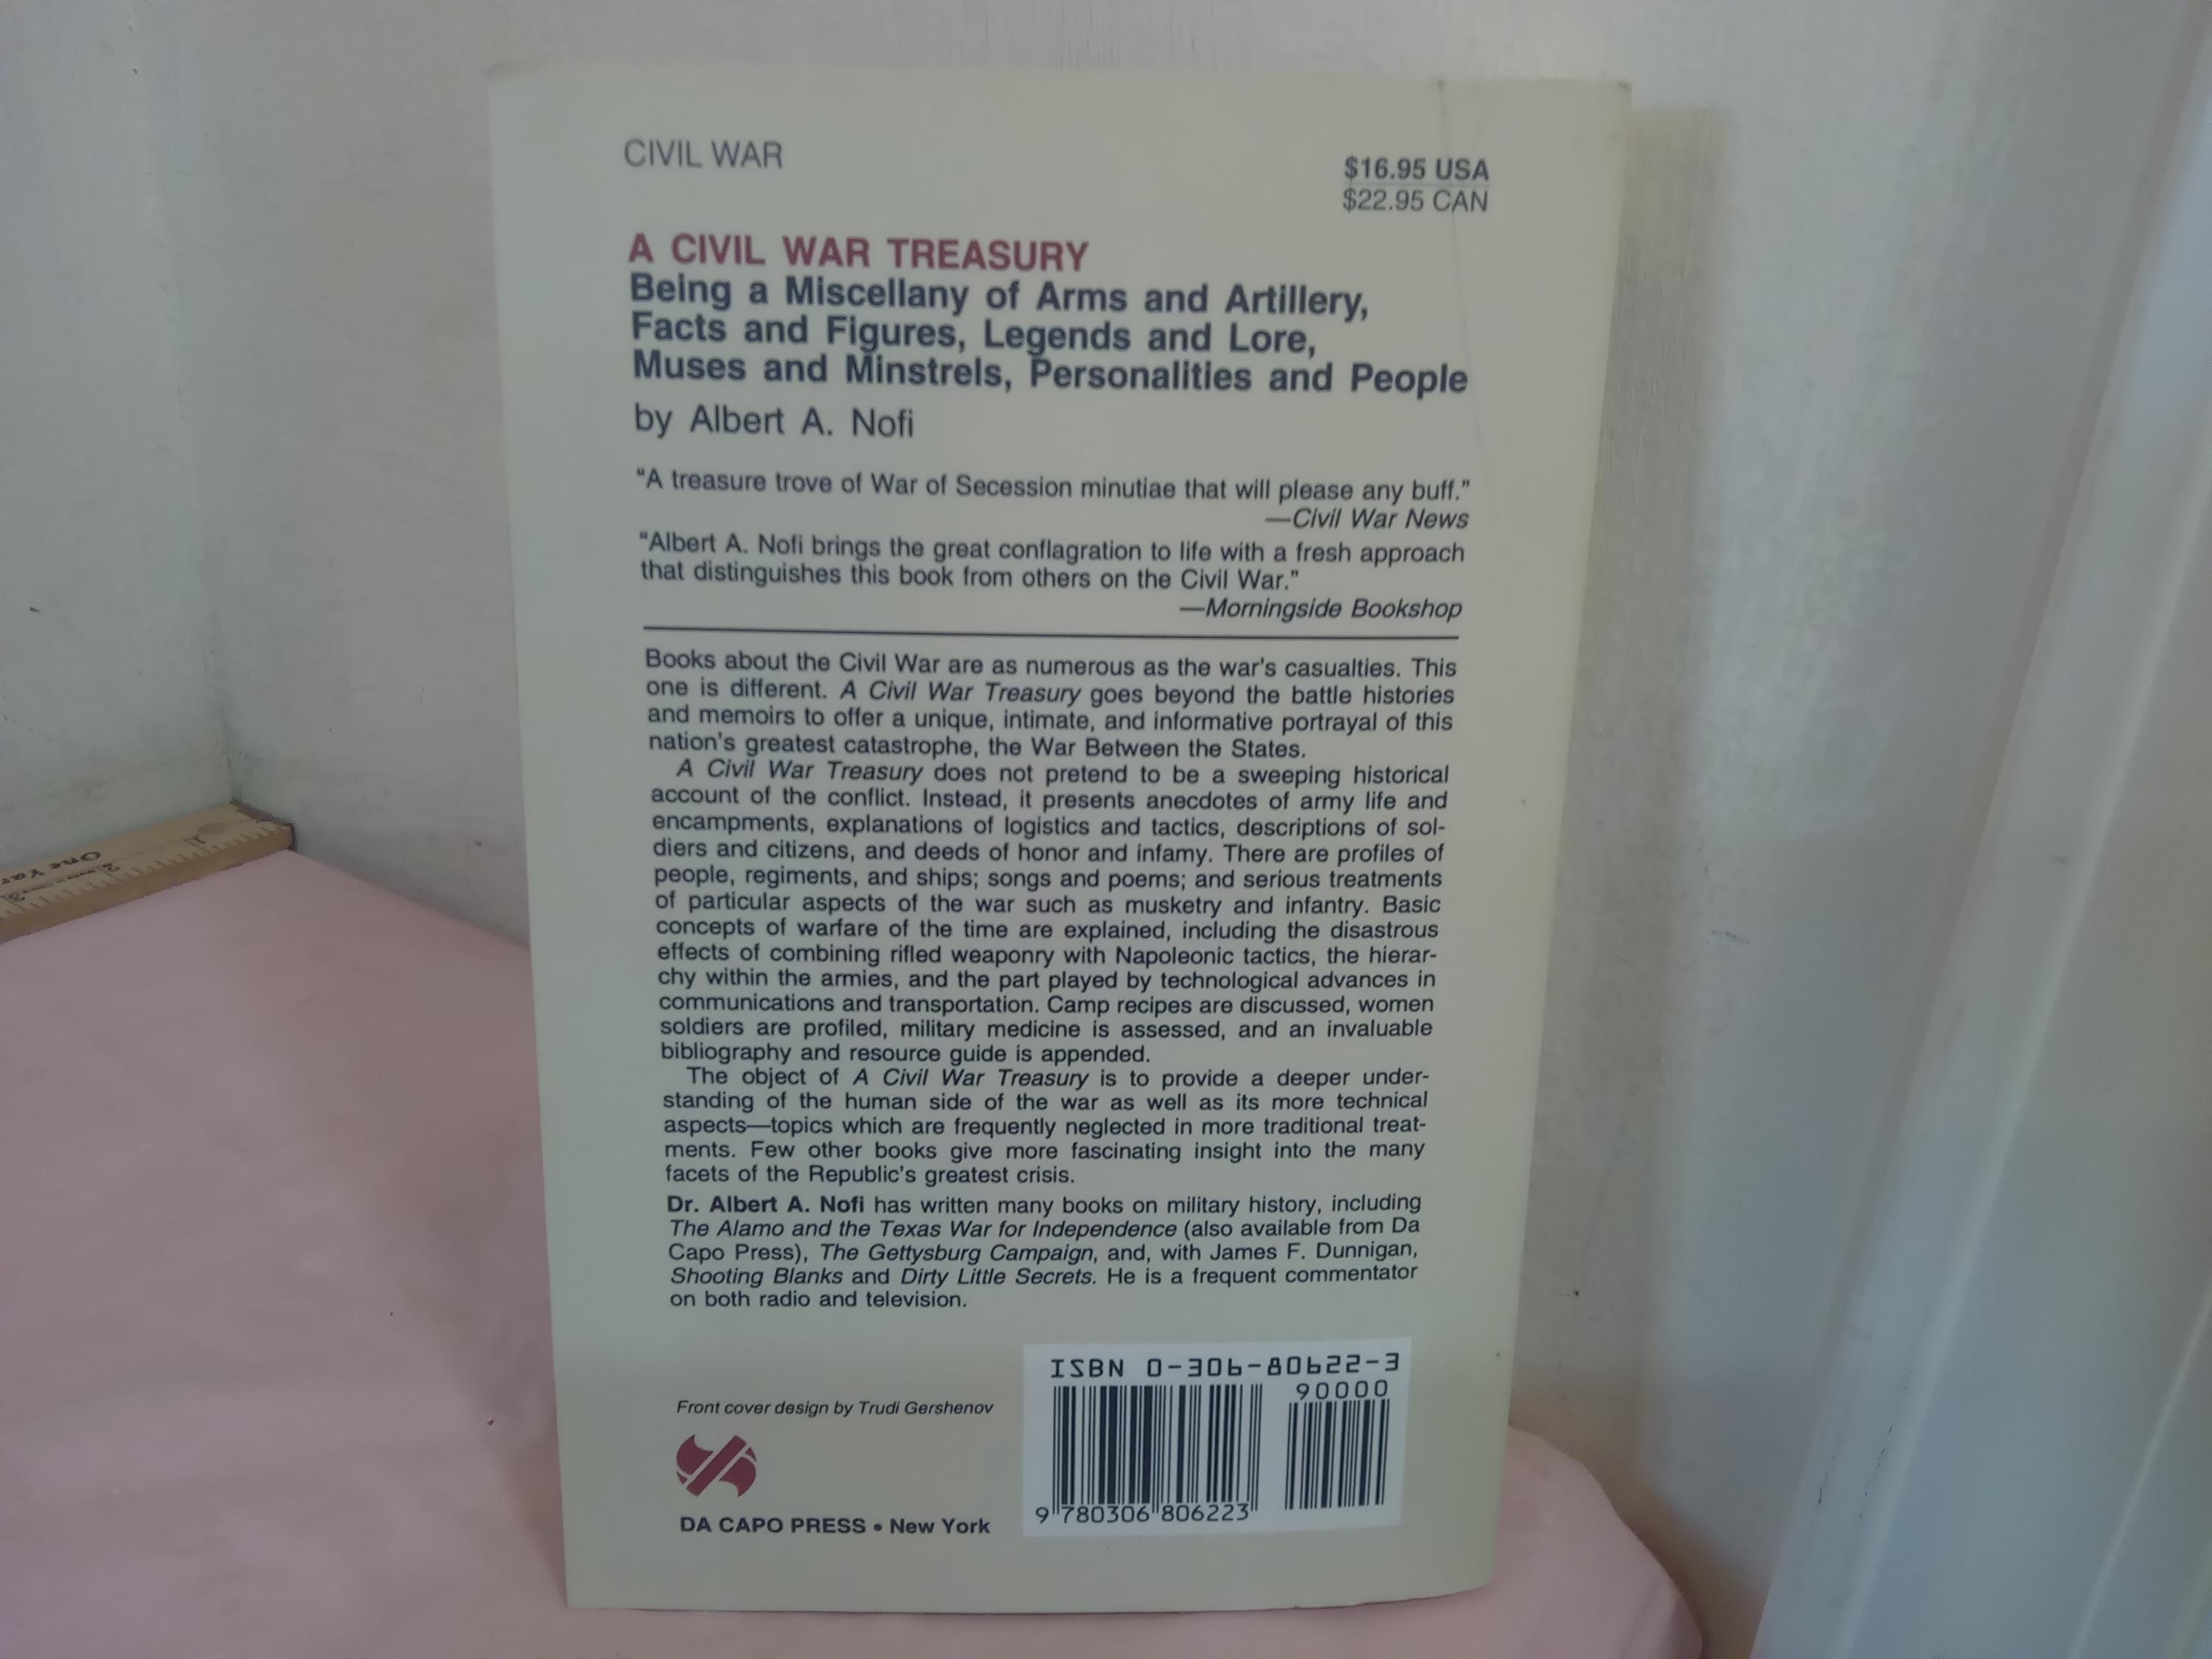 CIVIL WAR
$16.95 USA
$22.95 CAN
A CIVIL WAR TREASURY
Being a Miscellany of Arms and Artillery,
Facts and Figures, Legends and Lore,
Muses and Minstrels, Personalities and People
by Albert A. Nofi
“A treasure trove of War of Secession minutiae that will please any buff.”
—Civil War News
“Albert A. Nofi brings the great conflagration to life with a fresh approach
that distinguishes this book from others on the Civil War.”
—Morningside Bookshop
Books about the Civil War are as numerous as the war's casualties. This
one is different. A Civil War Treasury goes beyond the battle histories
and memoirs to offer a unique, intimate, and informative portrayal of this
nation's greatest catastrophe, the War Between the States.
A Civil War Treasury does not pretend to be a sweeping historical
account of the conflict. Instead, it presents anecdotes of army life and
encampments, explanations of logistics and tactics, descriptions of sol-
diers and citizens, and deeds of honor and infamy. There are profiles of
people, regiments, and ships; songs and poems; and serious treatments
of particular aspects of the war such as musketry and infantry. Basic
concepts of warfare of the time are explained, including the disastrous
effects of combining rifled weaponry with Napoleonic tactics, the hierar-
chy within the armies, and the part played by technological advances in
communications and transportation. Camp recipes are discussed, women
soldiers are profiled, military medicine is assessed, and an invaluable
bibliography and resource guide is appended.
The object of A Civil War Treasury is to provide a deeper under-
standing of the human side of the war as well as its more technical
aspects—topics which are frequently neglected in more traditional treat-
ments. Few other books give more fascinating insight into the many
facets of the Republic's greatest crisis.
Dr. Albert A. Nofi has written many books on military history, including
The Alamo and the Texas War for Independence (also available from Da
Capo Press), The Gettysburg Campaign, and, with James F. Dunnigan,
Shooting Blanks and Dirty Little Secrets. He is a frequent commentator
on both radio and television.
ISBN 0-306-80622-3
90000
9 780306 806223
Front cover design by Trudi Gershenov
DA CAPO PRESS • New York
1
2
3
One